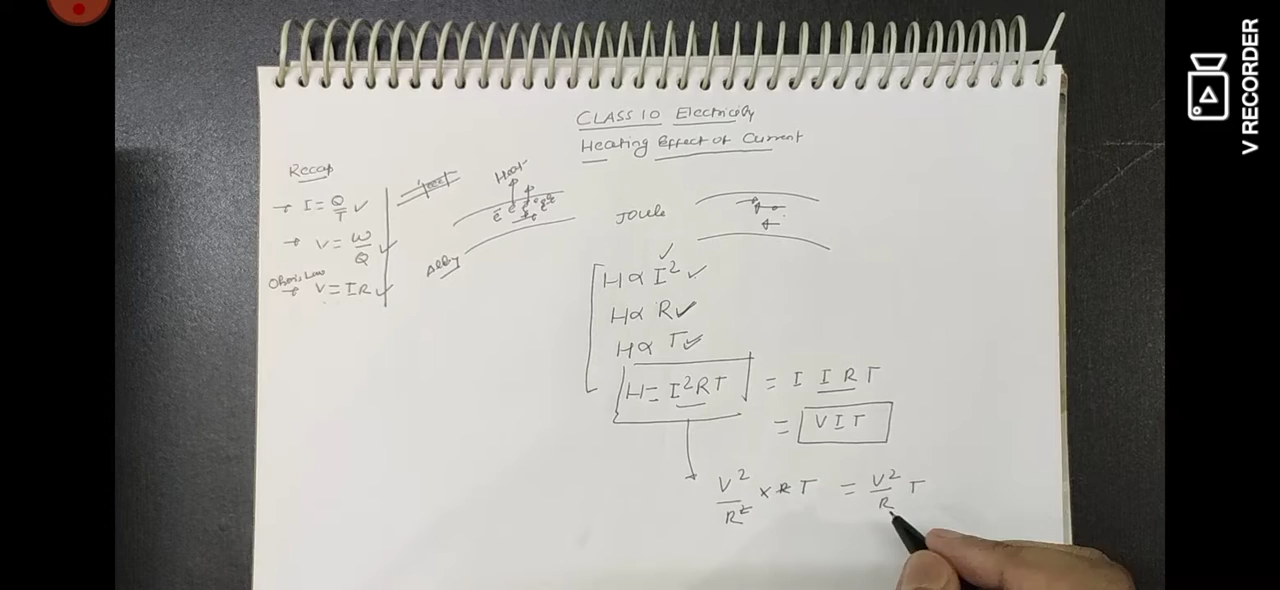 CLASS 10 Electricity
Heating Effect of Current
Recap
→ I = Q/T ✓
→ V = W/Q ✓
Ohm's Law
→ V = IR ✓
Heat
e e e e e
Alloy
Joule
H ∝ I² ✓
H ∝ R ✓
H ∝ T ✓
H = I²RT = I I R T
= VIT
V²/R² × R T = V²/R T
V RECORDER